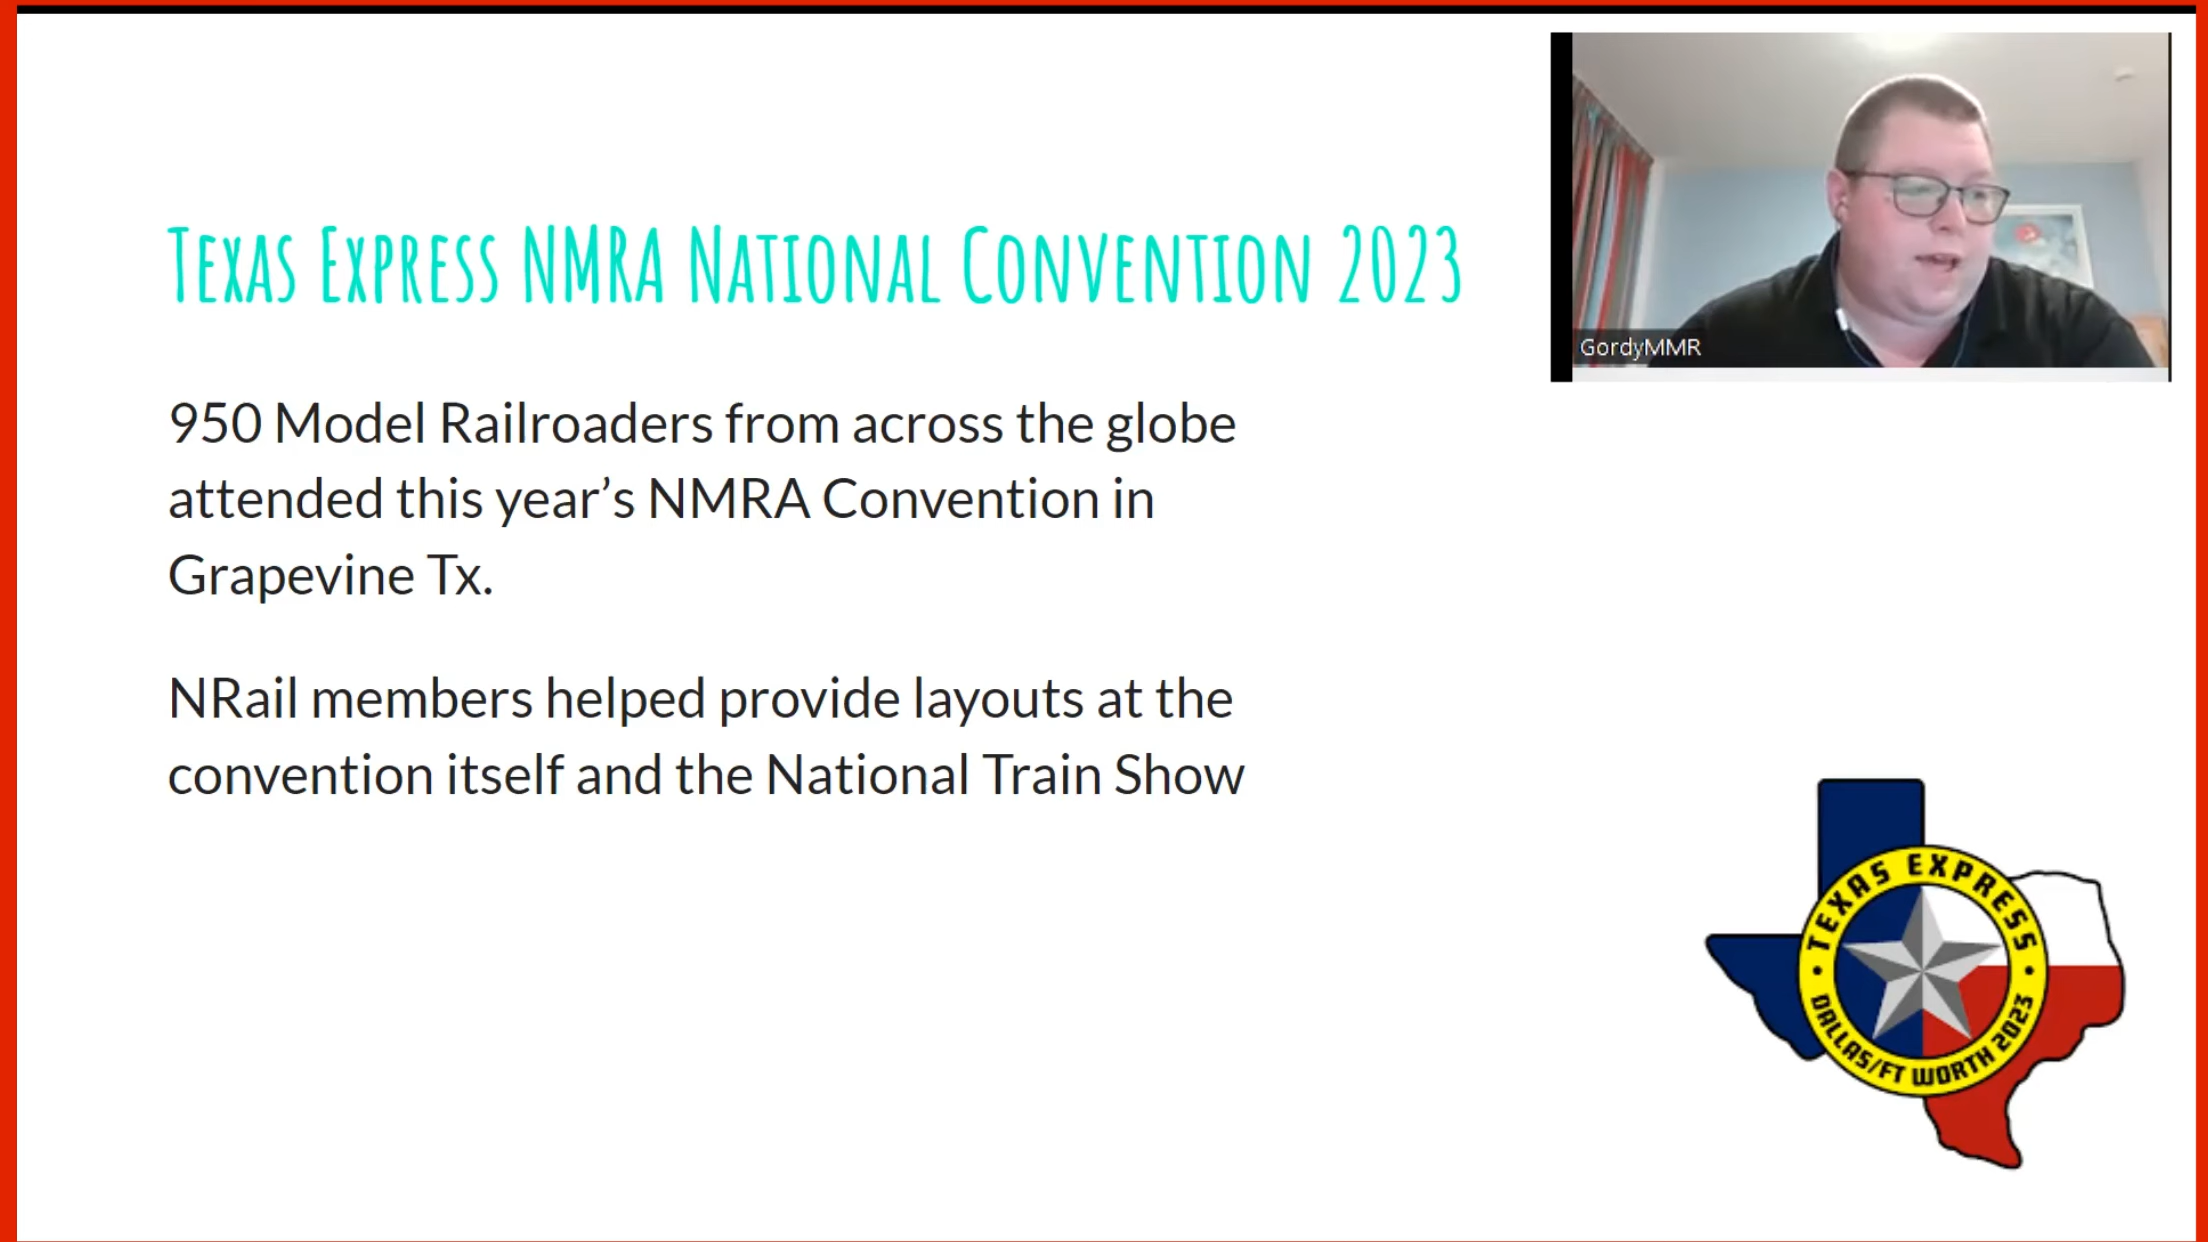 Texas Express NMRA National Convention 2023
GordyMMR
950 Model Railroaders from across the globe
attended this year’s NMRA Convention in
Grapevine Tx.
NRail members helped provide layouts at the
convention itself and the National Train Show
TEXAS EXPRESS
DALLAS/FT WORTH 2023